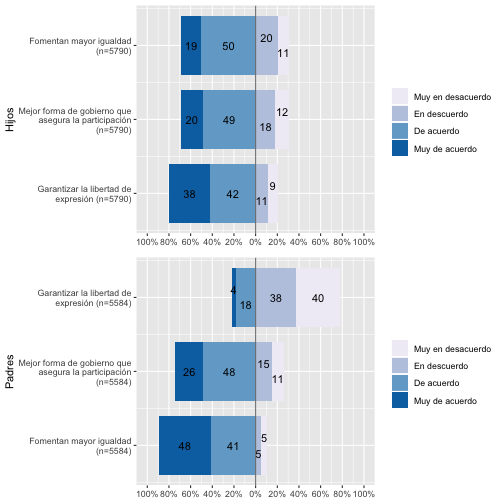 Hijos
Fomentan mayor igualdad
(n=5790)
19 50 20 11
Mejor forma de gobierno que
asegura la participación
(n=5790)
20 49 18 12
Garantizar la libertad de
expresión (n=5790)
38 42 11 9
100% 80% 60% 40% 20% 0% 20% 40% 60% 80% 100%
Muy en desacuerdo
En descuerdo
De acuerdo
Muy de acuerdo
Padres
Garantizar la libertad de
expresión (n=5584)
4 18 38 40
Mejor forma de gobierno que
asegura la participación
(n=5584)
26 48 15 11
Fomentan mayor igualdad
(n=5584)
48 41 5 5
100% 80% 60% 40% 20% 0% 20% 40% 60% 80% 100%
Muy en desacuerdo
En descuerdo
De acuerdo
Muy de acuerdo